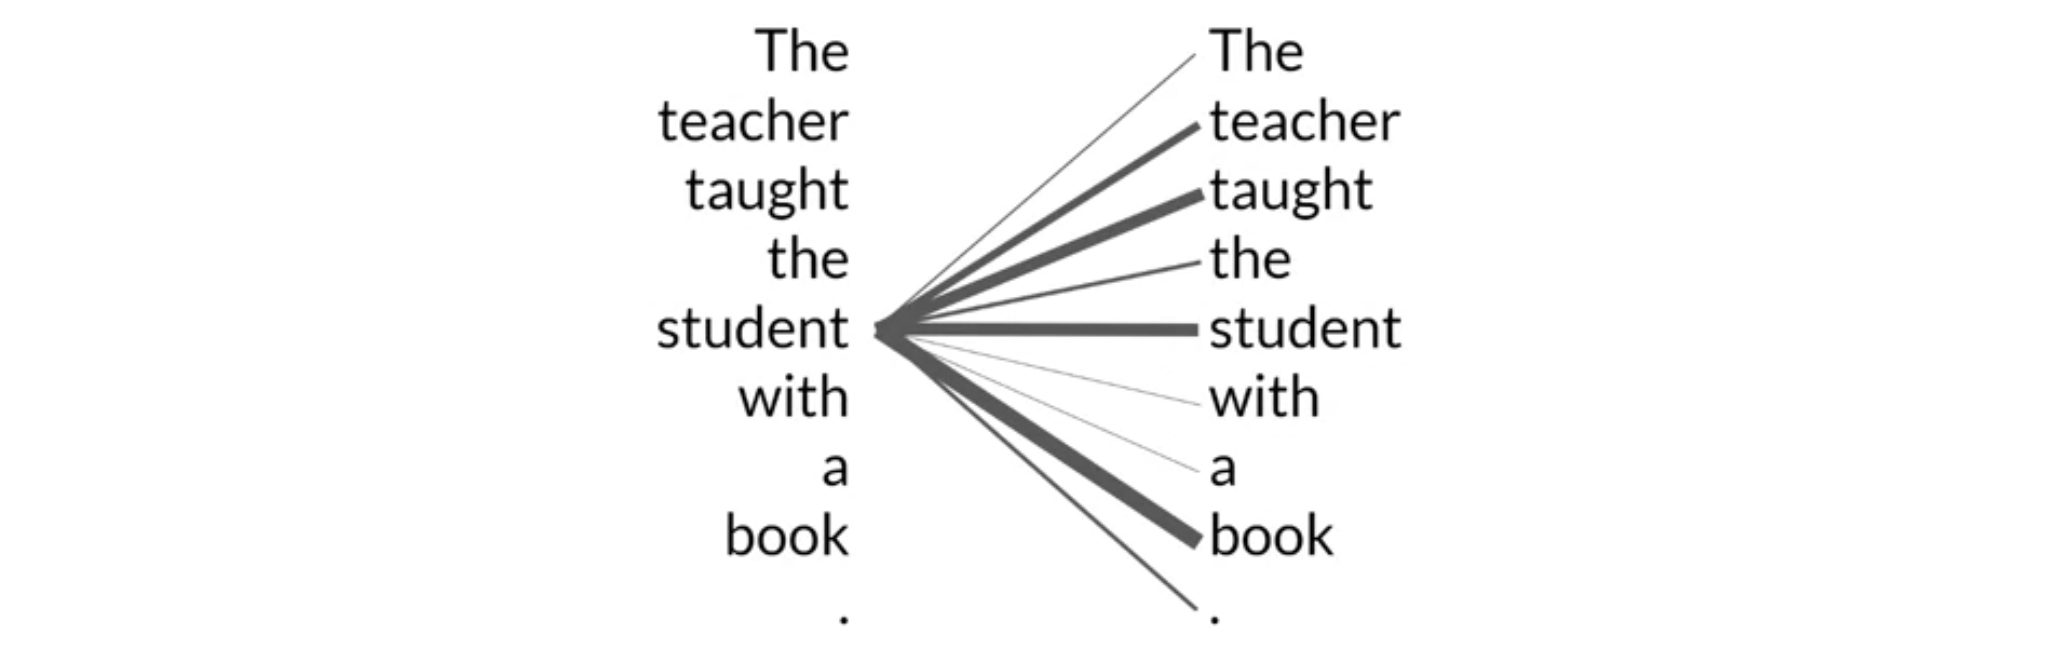 The The
teacher teacher
taught taught
the the
student student
with with
a a
book book
. .